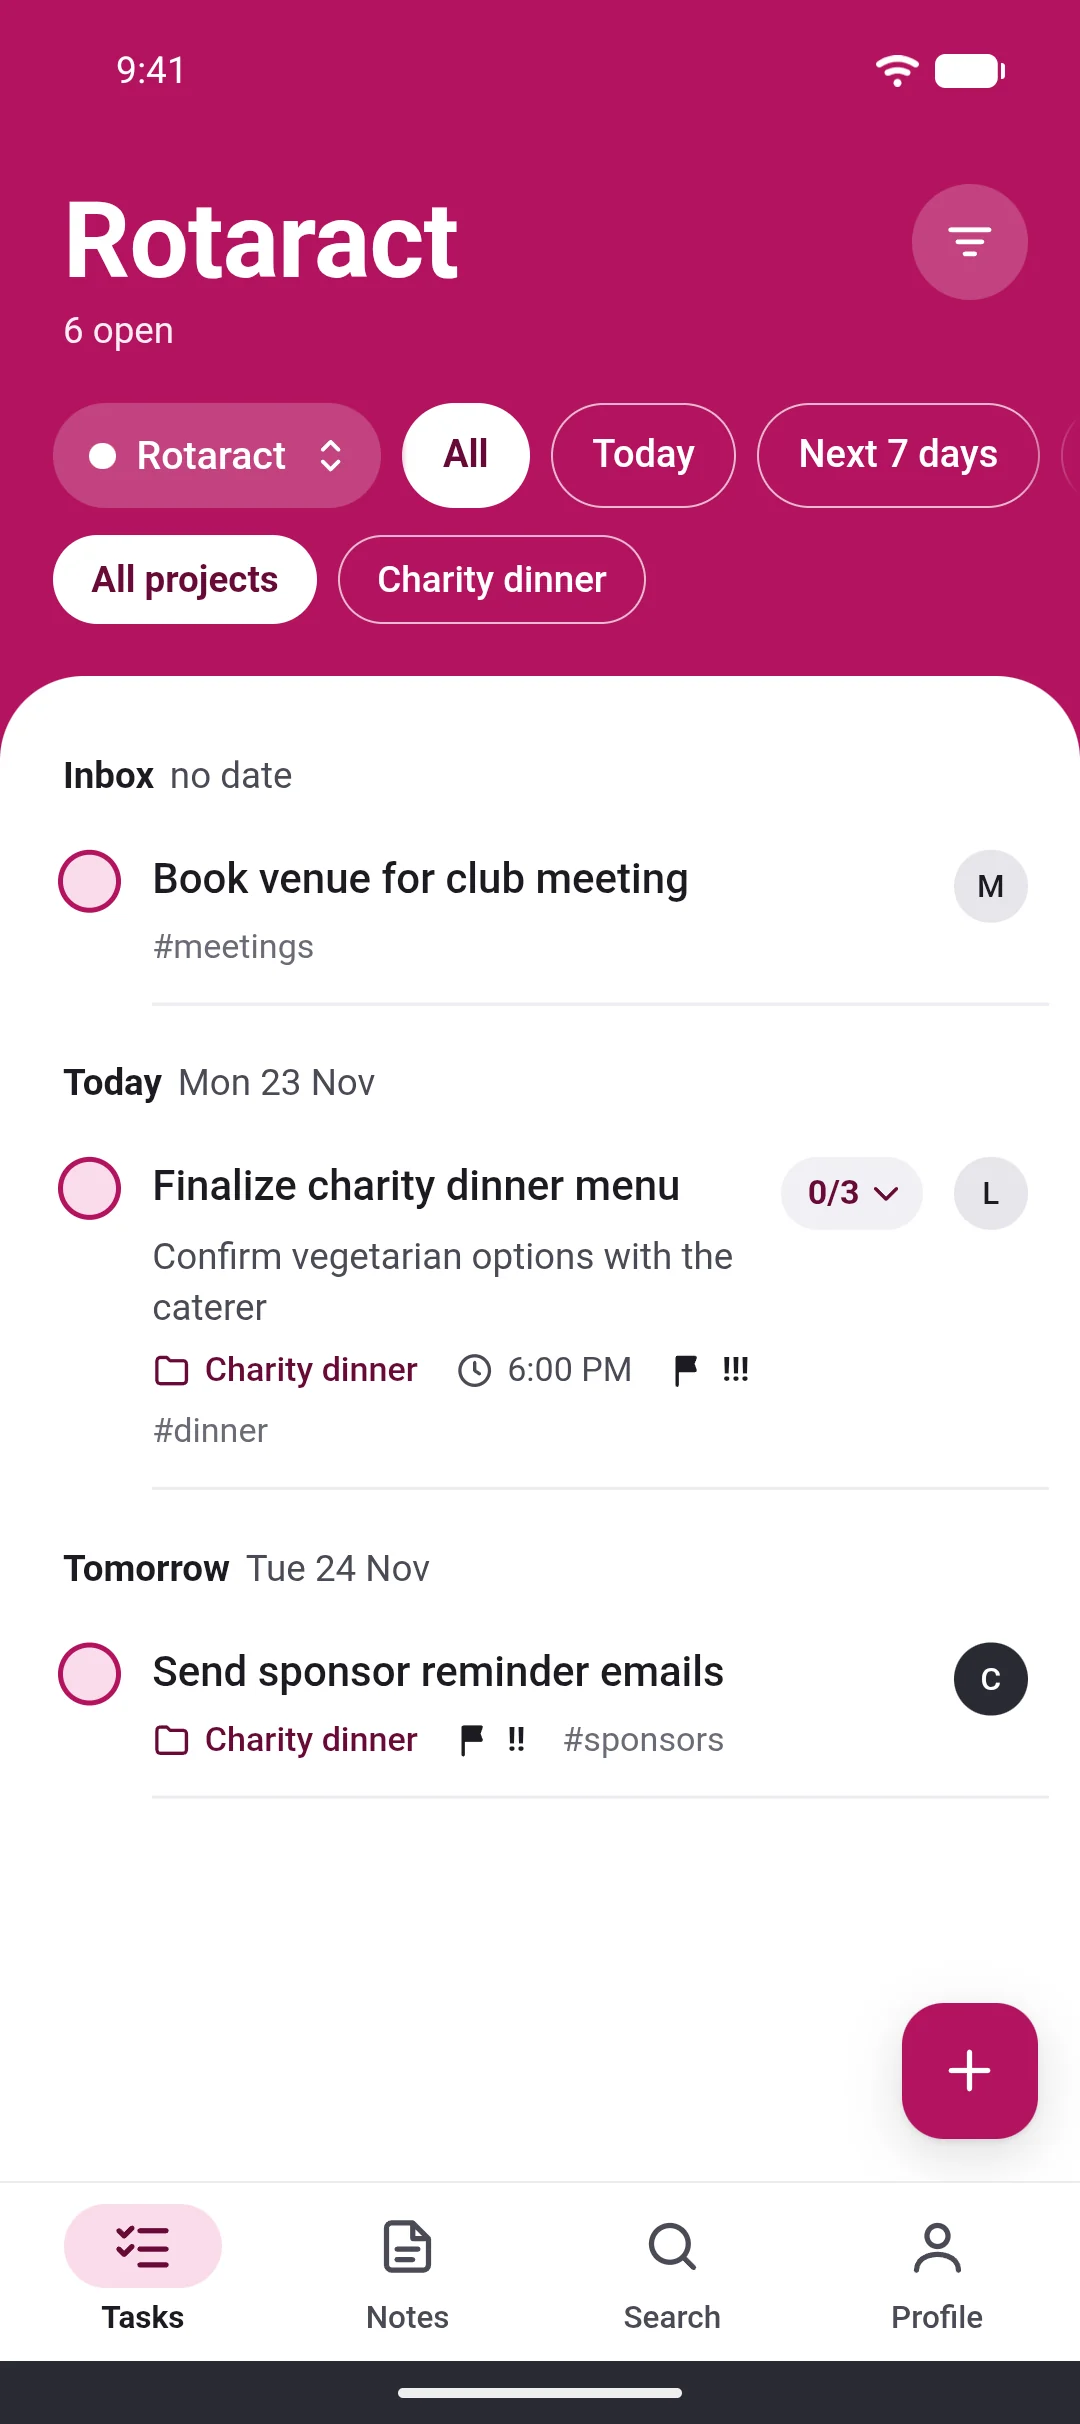 9:41
Rotaract
6 open
Rotaract
All
Today
Next 7 days
All projects
Charity dinner
Inbox no date
Book venue for club meeting
M
#meetings
Today Mon 23 Nov
Finalize charity dinner menu
0/3
L
Confirm vegetarian options with the
caterer
Charity dinner 6:00 PM !!!
#dinner
Tomorrow Tue 24 Nov
Send sponsor reminder emails
C
Charity dinner !! #sponsors
Tasks
Notes
Search
Profile